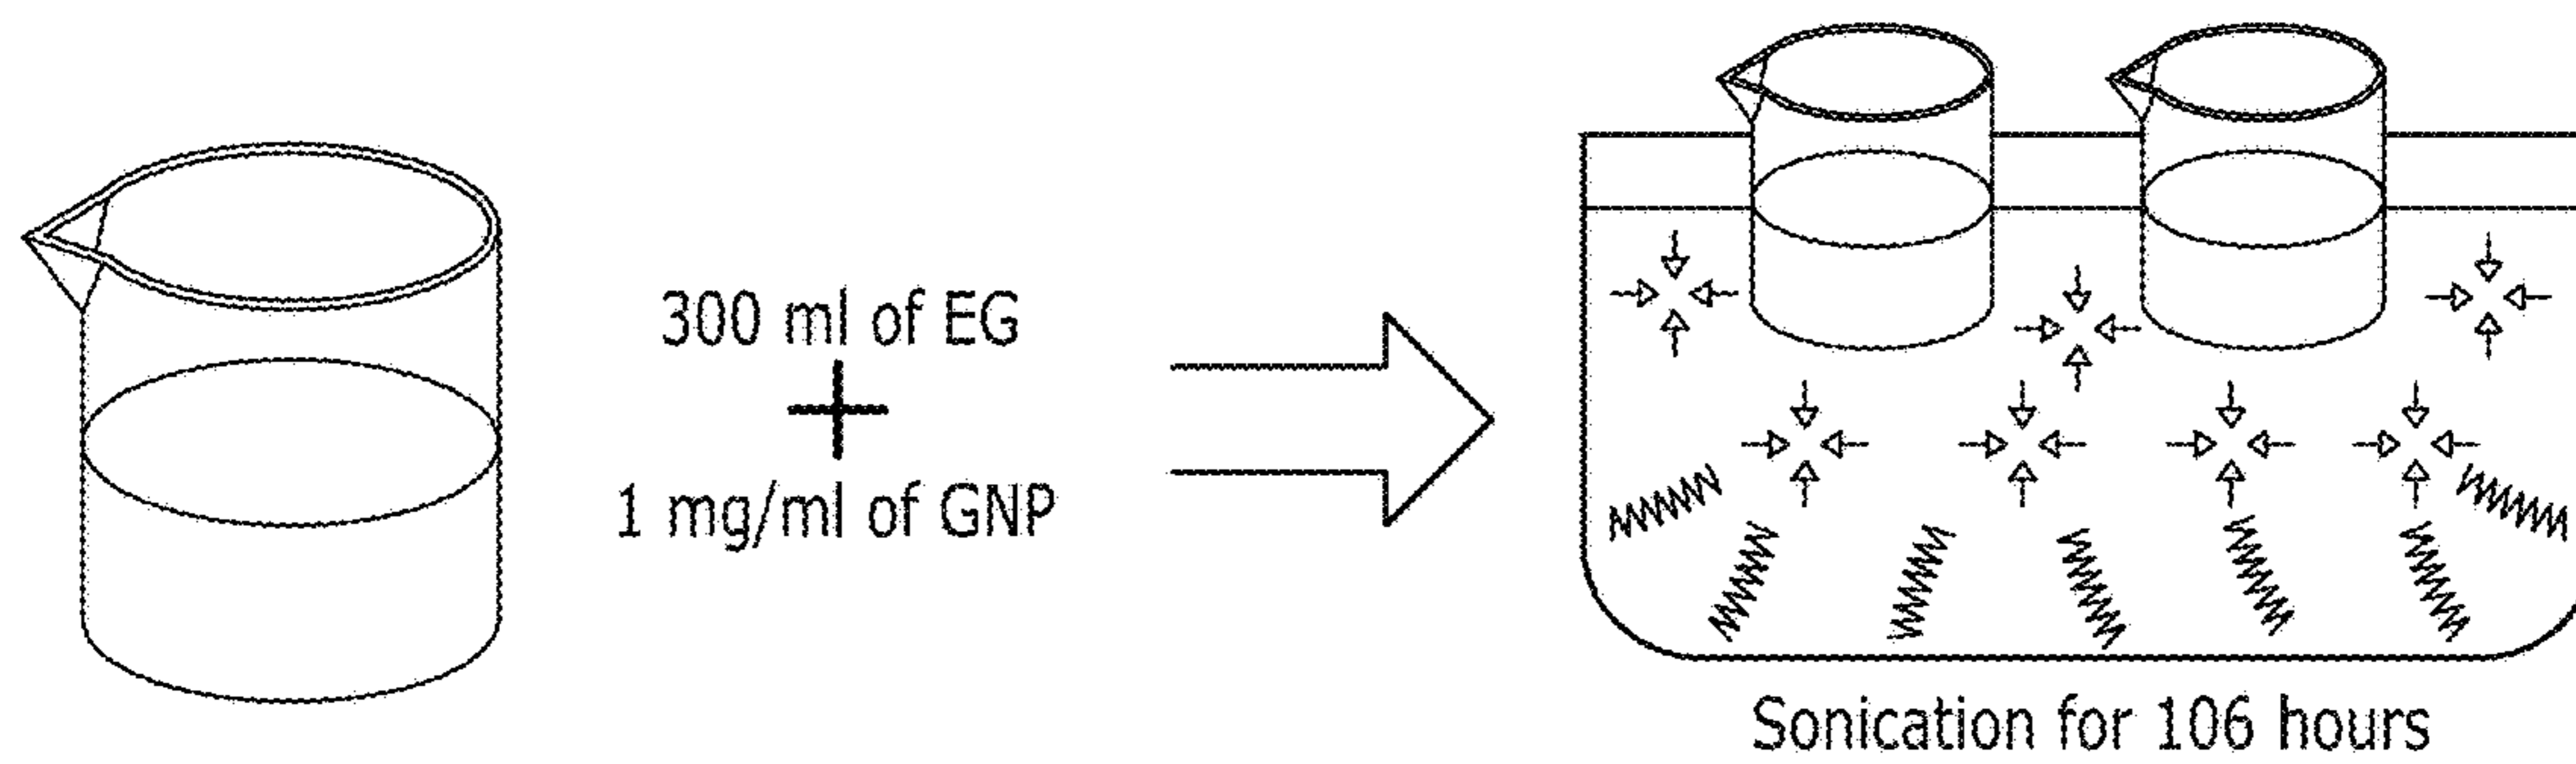 300 ml of EG
+
1 mg/ml of GNP
Sonication for 106 hours